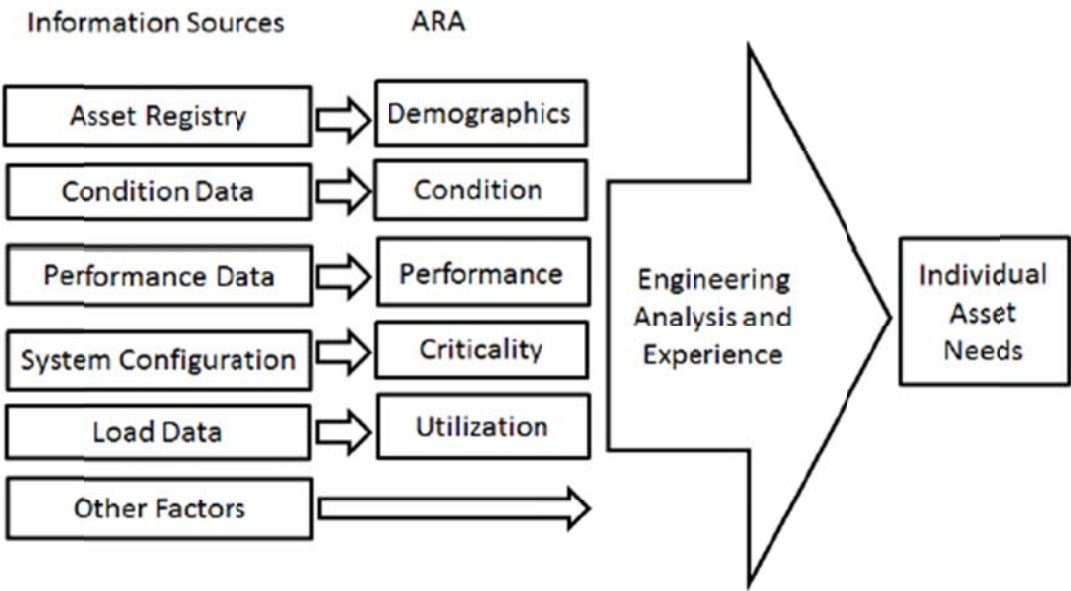 Information Sources
ARA
Asset Registry
Demographics
Condition Data
Condition
Performance Data
Performance
System Configuration
Criticality
Load Data
Utilization
Other Factors
Engineering
Analysis and
Experience
Individual
Asset
Needs